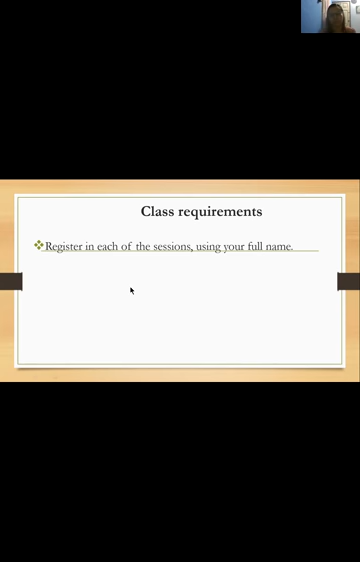 Class requirements
Register in each of the sessions, using your full name.